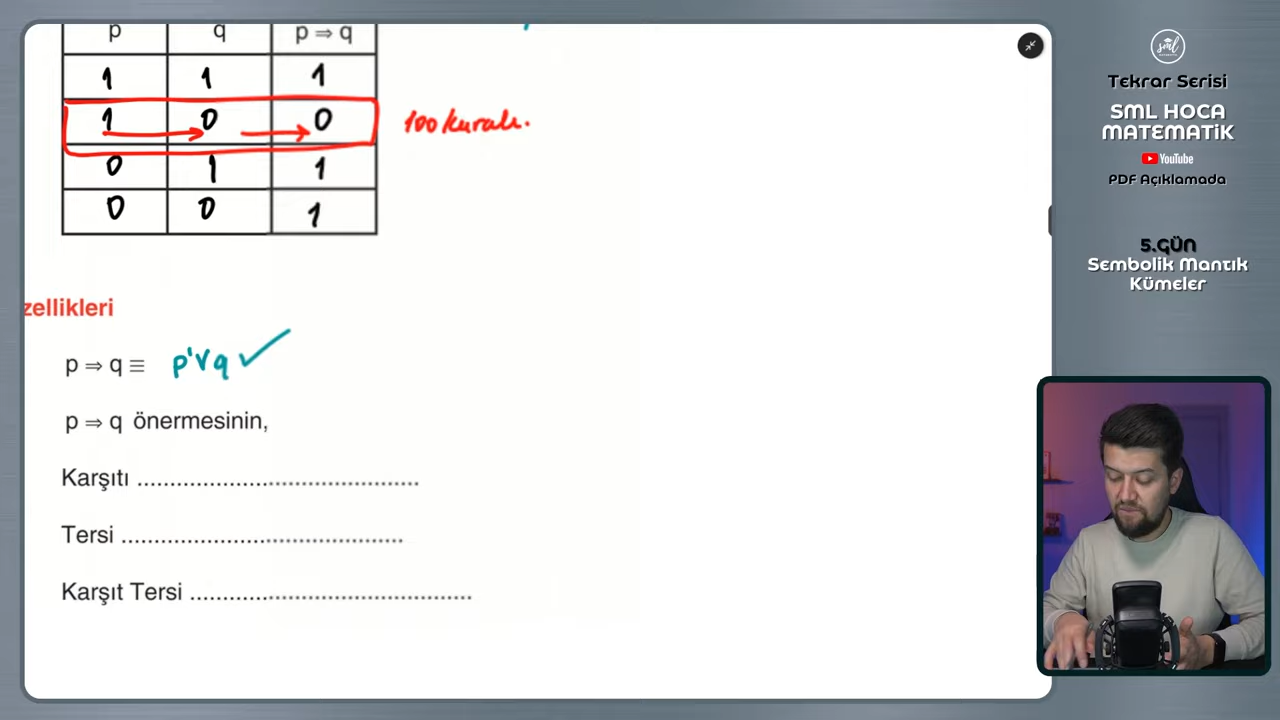 p q p ⇒ q
1 1 1
1 0 0 100 kuralı.
0 1 1
0 0 1
zellikleri
p ⇒ q ≡ p'∨q ✓
p ⇒ q önermesinin,
Karşıtı ...........................................
Tersi ...........................................
Karşıt Tersi ...........................................
sml
Tekrar Serisi
SML HOCA
MATEMATİK
YouTube
PDF Açıklamada
5.GÜN
Sembolik Mantık
Kümeler